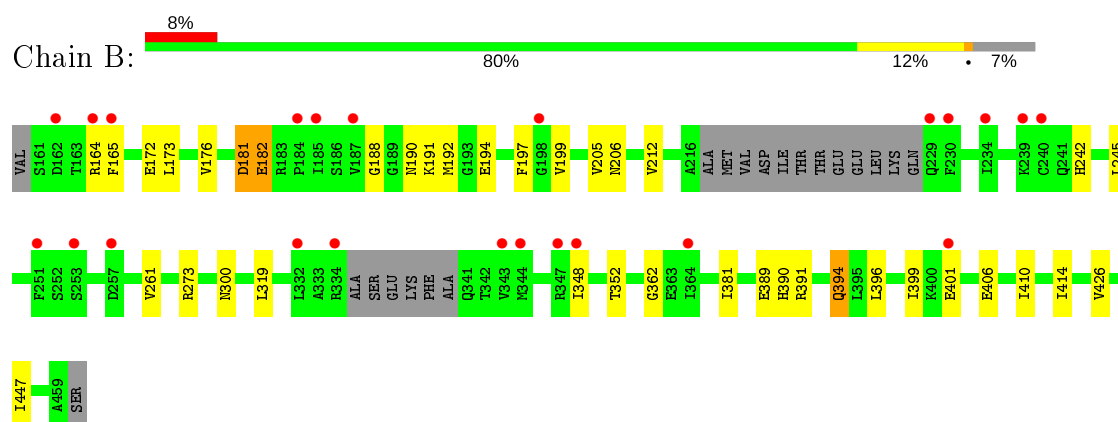 8%
Chain B:
80% 12% • 7%
VAL S161 D162 T163 R164 F165 E172 L173 V176 D181 E182 R183 P184 I185 S186 V187 G188 G189 N190 K191 M192 G193 E194 F197 G198 V199 V205 N206 V212 A216 ALA MET VAL ASP ILE THR THR GLU GLU LEU LYS GLN Q229 F230 I234 K239 C240 Q241 H242
F251 S252 S253 D257 V261 R273 N300 L319 L332 A333 R334 ALA SER GLU LYS PHE ALA Q341 T342 V343 M344 R347 I348 T352 G362 E363 I364 I381 E389 H390 R391 Q394 L395 L396 I399 K400 E401 E406 I410 I414 V426
I447 A459 SER